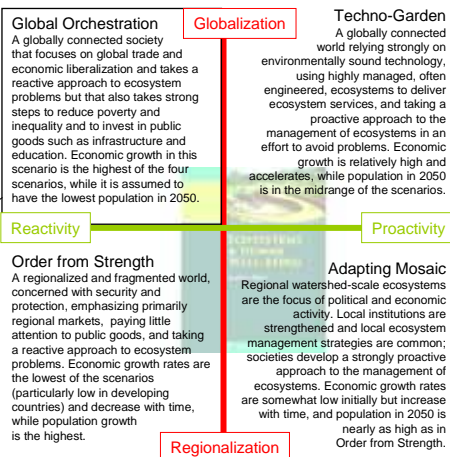 Globalization
Global Orchestration
A globally connected society
that focuses on global trade and
economic liberalization and takes a
reactive approach to ecosystem
problems but that also takes strong
steps to reduce poverty and
inequality and to invest in public
goods such as infrastructure and
education. Economic growth in this
scenario is the highest of the four
scenarios, while it is assumed to
have the lowest population in 2050.
Techno-Garden
A globally connected
world relying strongly on
environmentally sound technology,
using highly managed, often
engineered, ecosystems to deliver
ecosystem services, and taking a
proactive approach to the
management of ecosystems in an
effort to avoid problems. Economic
growth is relatively high and
accelerates, while population in 2050
is in the midrange of the scenarios.
Reactivity
Proactivity
Order from Strength
A regionalized and fragmented world,
concerned with security and
protection, emphasizing primarily
regional markets, paying little
attention to public goods, and taking
a reactive approach to ecosystem
problems. Economic growth rates are
the lowest of the scenarios
(particularly low in developing
countries) and decrease with time,
while population growth
is the highest.
ECOSYSTEMS
& HUMAN
WELL-BEING
Adapting Mosaic
Regional watershed-scale ecosystems
are the focus of political and economic
activity. Local institutions are
strengthened and local ecosystem
management strategies are common;
societies develop a strongly proactive
approach to the management of
ecosystems. Economic growth rates
are somewhat low initially but increase
with time, and population in 2050 is
nearly as high as in
Order from Strength.
Regionalization